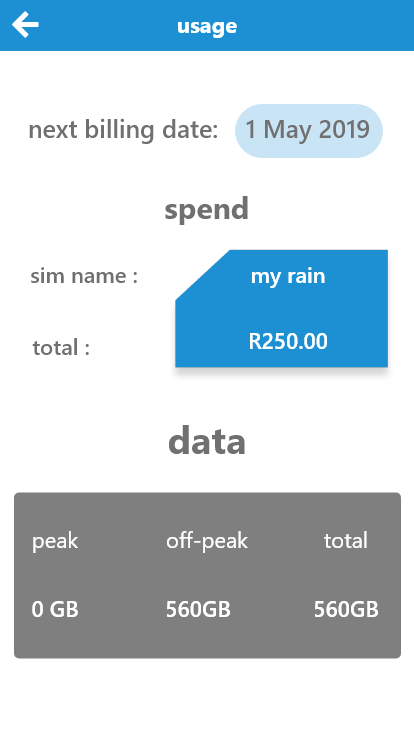 usage
next billing date: 1 May 2019
spend
sim name : my rain
total : R250.00
data
peak off-peak total
0 GB 560GB 560GB